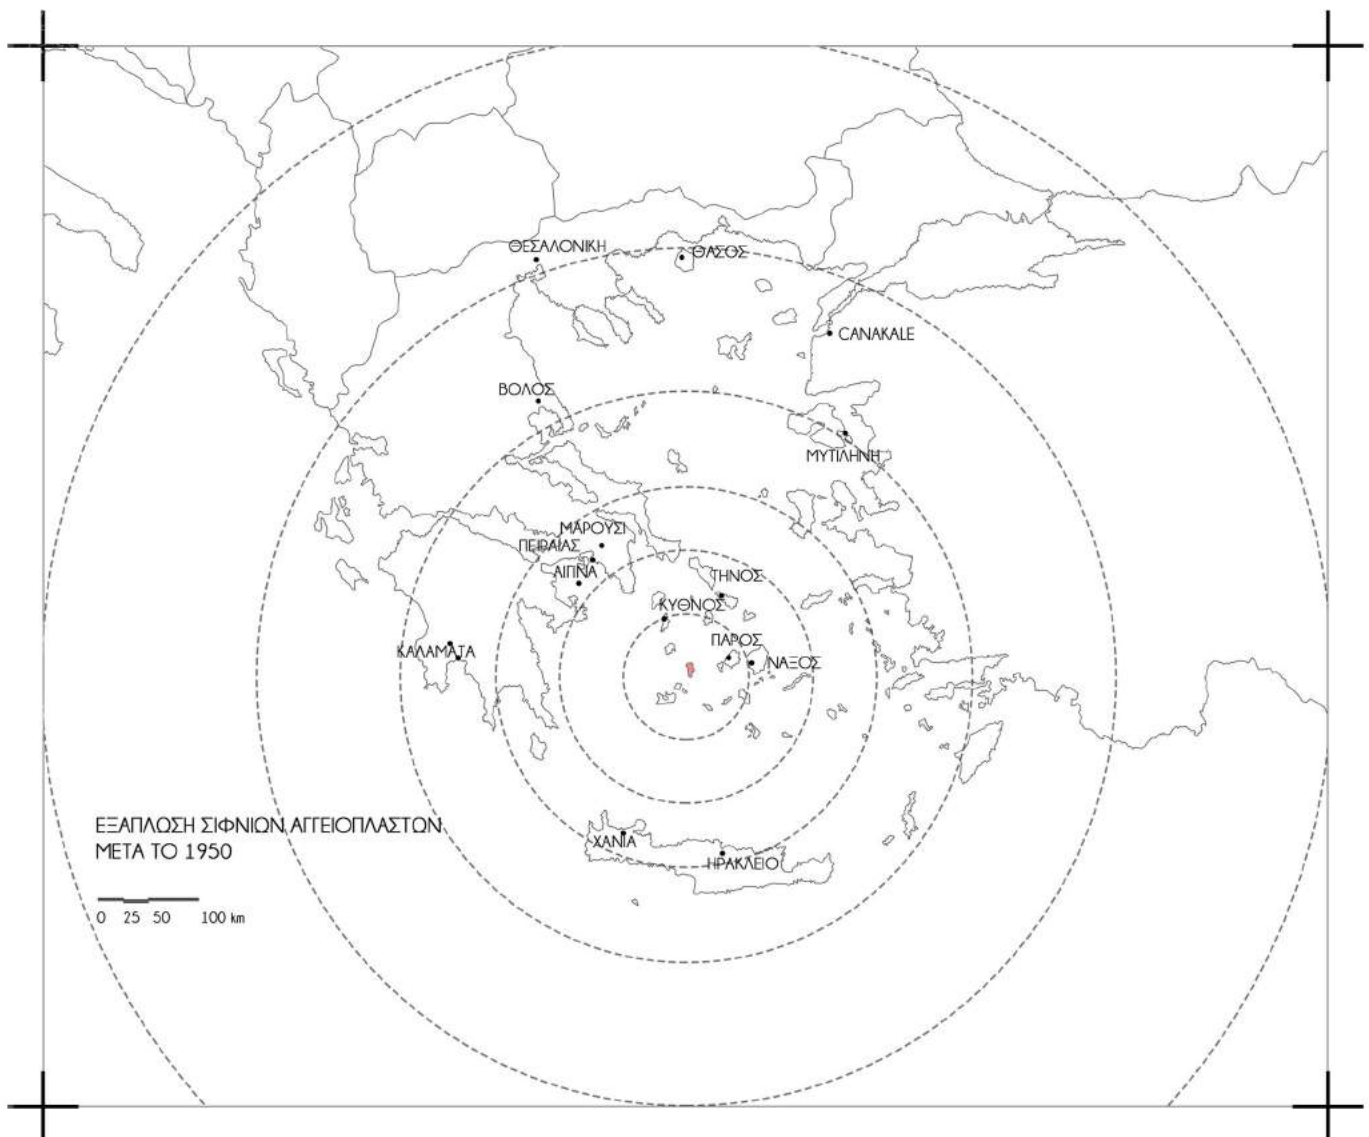 ΘΕΣΑΛΟΝΙΚΗ
ΘΑΣΟΣ
CANAKALE
ΒΟΛΟΣ
ΜΥΤΙΛΗΝΗ
ΜΑΡΟΥΣΙ
ΠΕΙΡΑΙΑΣ
ΑΙΓΙΝΑ
ΤΗΝΟΣ
ΚΥΘΝΟΣ
ΠΑΡΟΣ
ΚΑΛΑΜΑΤΑ
ΝΑΞΟΣ
ΕΞΑΠΛΩΣΗ ΣΙΦΝΙΩΝ ΑΓΓΕΙΟΠΛΑΣΤΩΝ
ΜΕΤΑ ΤΟ 1950
ΧΑΝΙΑ
ΗΡΑΚΛΕΙΟ
0 25 50 100 km